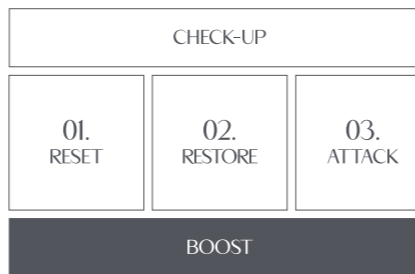 CHECK-UP
01.
RESET
02.
RESTORE
03.
ATTACK
BOOST